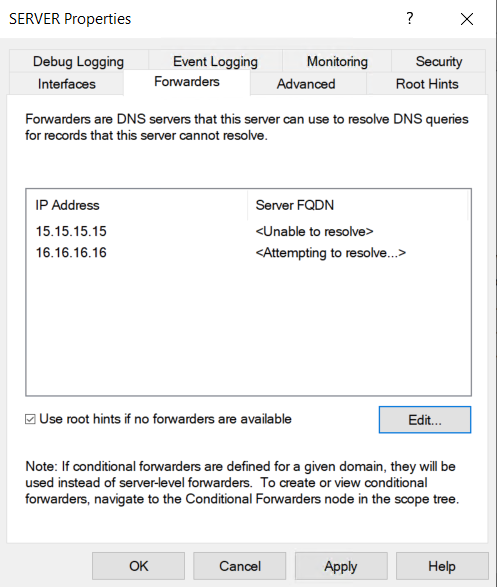 SERVER Properties
?
Debug Logging Event Logging Monitoring Security
Interfaces Forwarders Advanced Root Hints
Forwarders are DNS servers that this server can use to resolve DNS queries
for records that this server cannot resolve.
IP Address Server FQDN
15.15.15.15 <Unable to resolve>
16.16.16.16 <Attempting to resolve...>
Use root hints if no forwarders are available Edit...
Note: If conditional forwarders are defined for a given domain, they will be
used instead of server-level forwarders. To create or view conditional
forwarders, navigate to the Conditional Forwarders node in the scope tree.
OK Cancel Apply Help